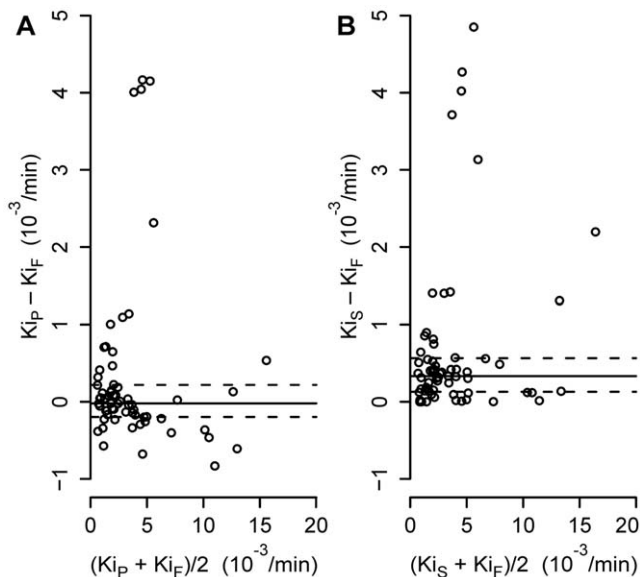 A
B
Ki_P − Ki_F (10^-3/min)
5
4
3
2
1
0
−1
0 5 10 15 20
(Ki_P + Ki_F)/2 (10^-3/min)
Ki_S − Ki_F (10^-3/min)
5
4
3
2
1
0
−1
0 5 10 15 20
(Ki_S + Ki_F)/2 (10^-3/min)